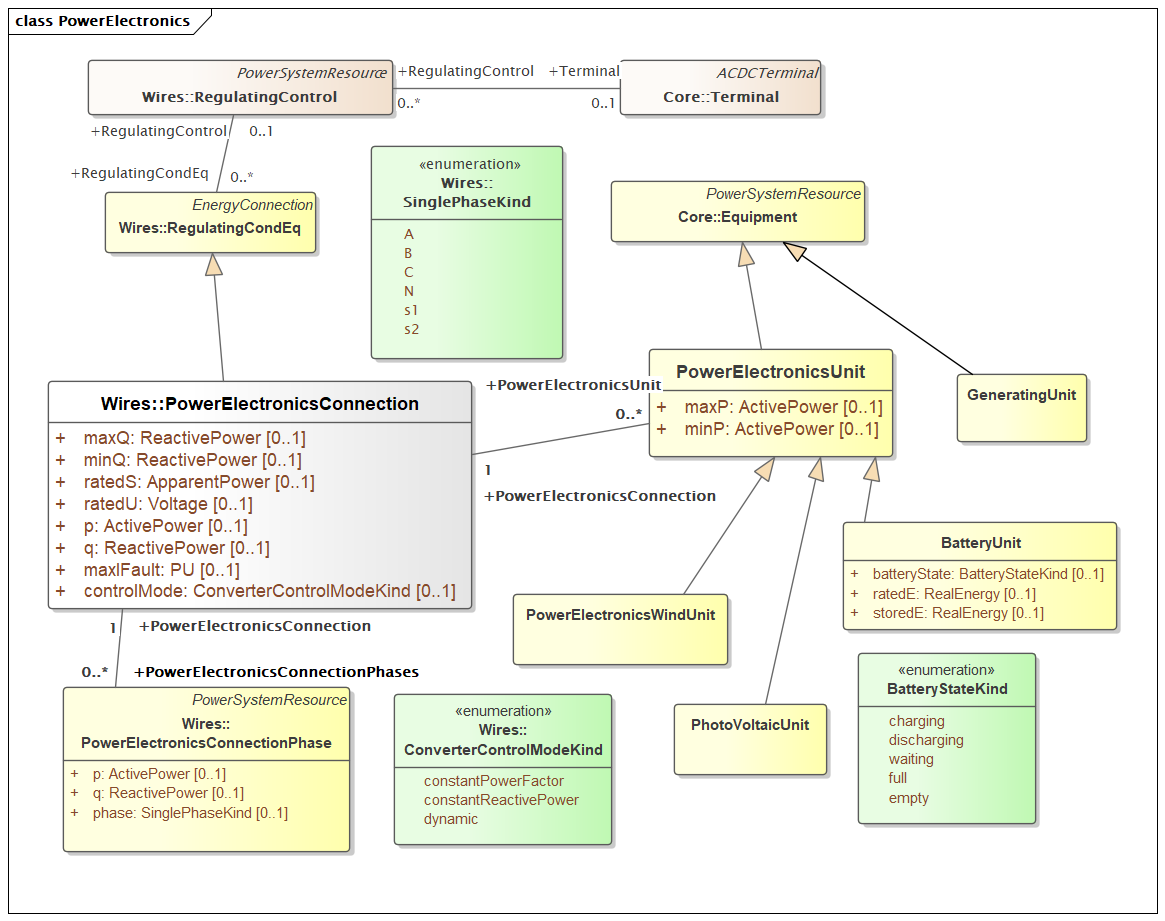 class PowerElectronics
PowerSystemResource
Wires::RegulatingControl
+RegulatingControl
+Terminal
0..*
0..1
ACDCTerminal
Core::Terminal
+RegulatingControl
0..1
+RegulatingCondEq
0..*
EnergyConnection
Wires::RegulatingCondEq
«enumeration»
Wires::
SinglePhaseKind
A
B
C
N
s1
s2
PowerSystemResource
Core::Equipment
GeneratingUnit
PowerElectronicsUnit
+ maxP: ActivePower [0..1]
+ minP: ActivePower [0..1]
+PowerElectronicsUnit
0..*
1
+PowerElectronicsConnection
Wires::PowerElectronicsConnection
+ maxQ: ReactivePower [0..1]
+ minQ: ReactivePower [0..1]
+ ratedS: ApparentPower [0..1]
+ ratedU: Voltage [0..1]
+ p: ActivePower [0..1]
+ q: ReactivePower [0..1]
+ maxIFault: PU [0..1]
+ controlMode: ConverterControlModeKind [0..1]
BatteryUnit
+ batteryState: BatteryStateKind [0..1]
+ ratedE: RealEnergy [0..1]
+ storedE: RealEnergy [0..1]
PowerElectronicsWindUnit
1
+PowerElectronicsConnection
0..*
+PowerElectronicsConnectionPhases
PowerSystemResource
Wires::
PowerElectronicsConnectionPhase
+ p: ActivePower [0..1]
+ q: ReactivePower [0..1]
+ phase: SinglePhaseKind [0..1]
«enumeration»
Wires::
ConverterControlModeKind
constantPowerFactor
constantReactivePower
dynamic
PhotoVoltaicUnit
«enumeration»
BatteryStateKind
charging
discharging
waiting
full
empty